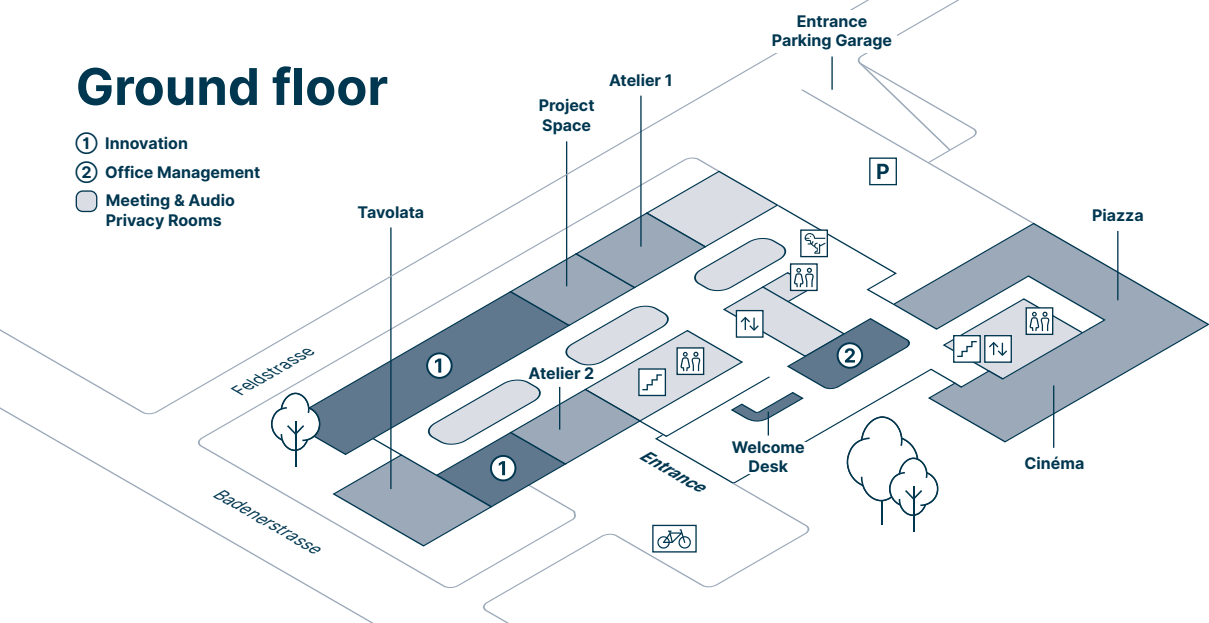 Entrance
Parking Garage
Ground floor
Atelier 1
Project
Space
1 Innovation
2 Office Management
Meeting & Audio
Privacy Rooms
Tavolata
P
Piazza
Feldstrasse
1
2
Atelier 2
Welcome
Desk
Entrance
1
Cinéma
Badenerstrasse